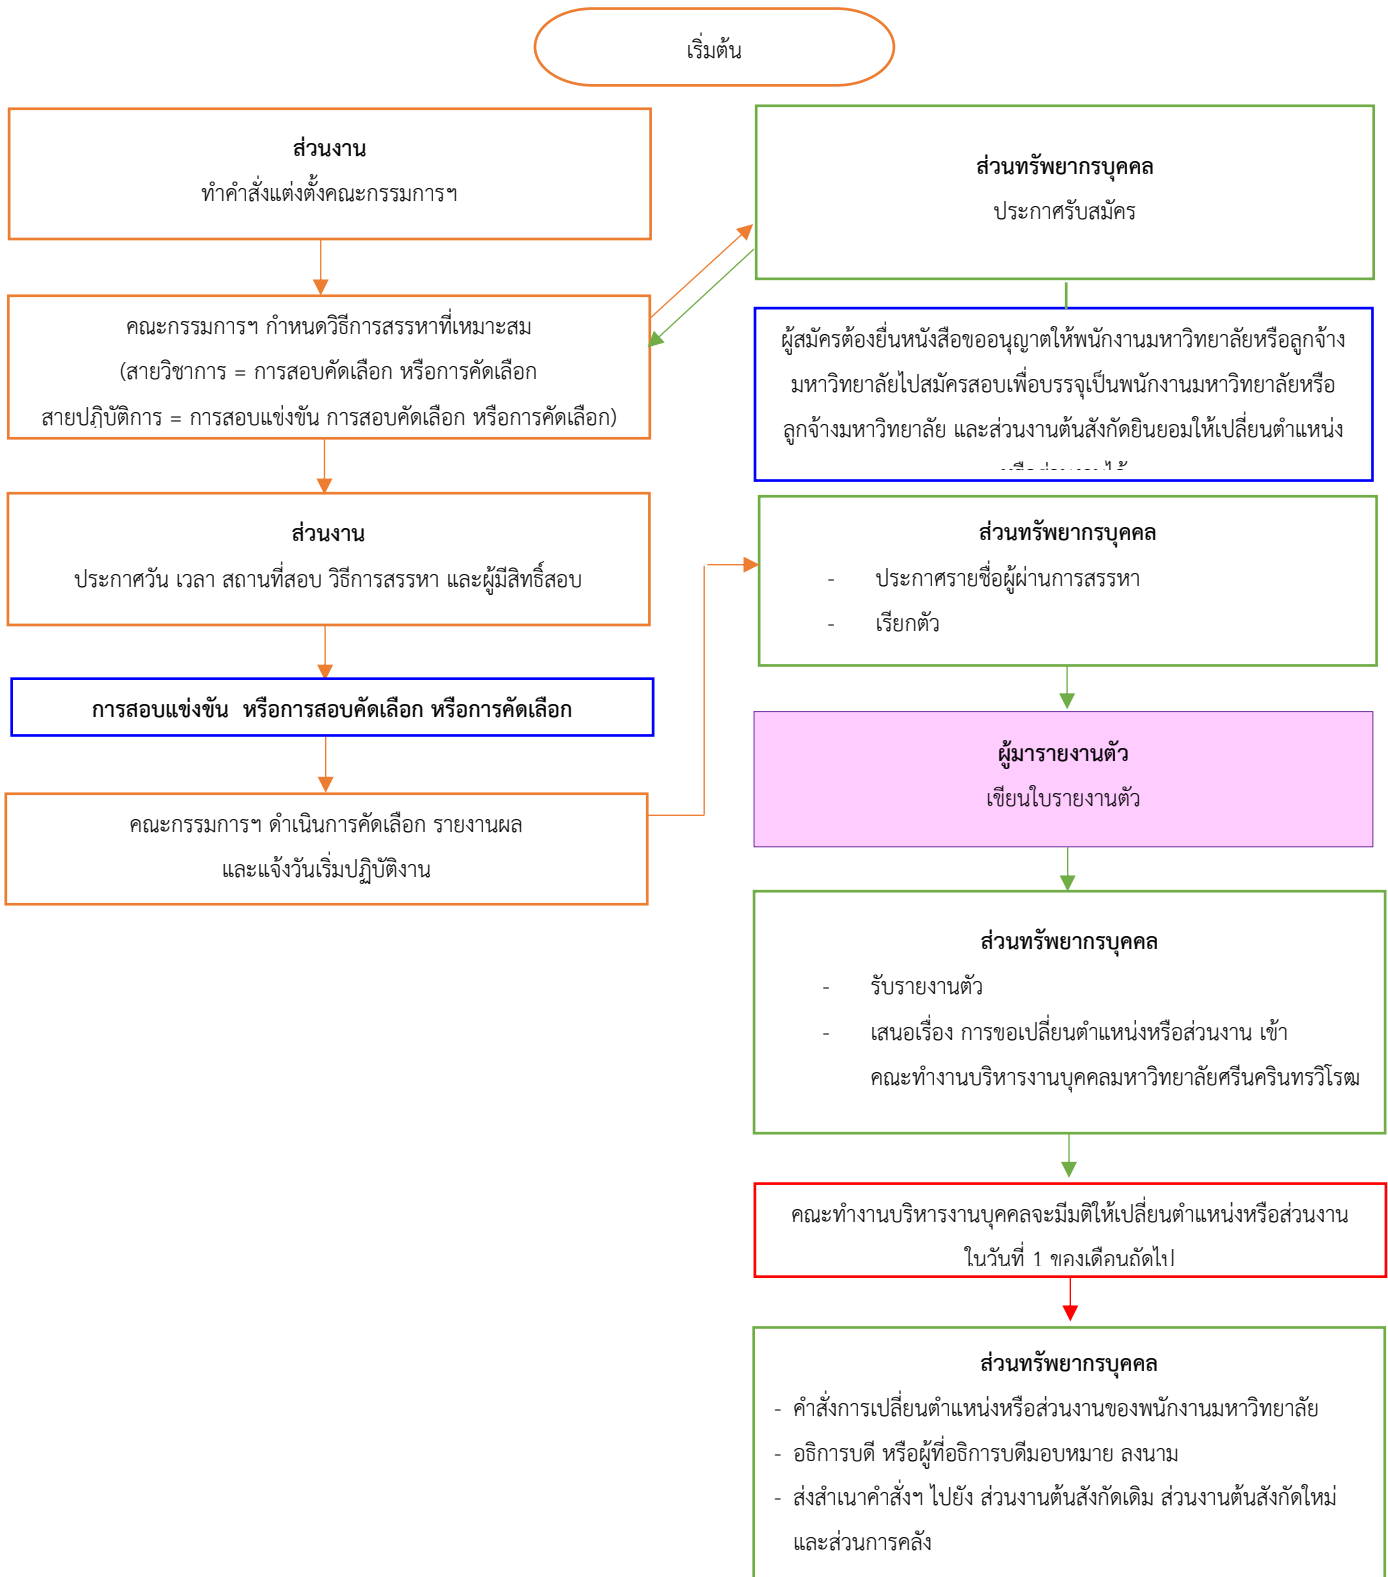 เริ่มต้น
ส่วนงาน
ทำคำสั่งแต่งตั้งคณะกรรมการฯ
คณะกรรมการฯ กำหนดวิธีการสรรหาที่เหมาะสม
(สายวิชาการ = การสอบคัดเลือก หรือการคัดเลือก
สายปฏิบัติการ = การสอบแข่งขัน การสอบคัดเลือก หรือการคัดเลือก)
ส่วนงาน
ประกาศวัน เวลา สถานที่สอบ วิธีการสรรหา และผู้มีสิทธิ์สอบ
การสอบแข่งขัน หรือการสอบคัดเลือก หรือการคัดเลือก
คณะกรรมการฯ ดำเนินการคัดเลือก รายงานผล
และแจ้งวันเริ่มปฏิบัติงาน
ส่วนทรัพยากรบุคคล
ประกาศรับสมัคร
ผู้สมัครต้องยื่นหนังสือขออนุญาตให้พนักงานมหาวิทยาลัยหรือลูกจ้าง
มหาวิทยาลัยไปสมัครสอบเพื่อบรรจุเป็นพนักงานมหาวิทยาลัยหรือ
ลูกจ้างมหาวิทยาลัย และส่วนงานต้นสังกัดยินยอมให้เปลี่ยนตำแหน่ง
ส่วนทรัพยากรบุคคล
- ประกาศรายชื่อผู้ผ่านการสรรหา
- เรียกตัว
ผู้มารายงานตัว
เขียนใบรายงานตัว
ส่วนทรัพยากรบุคคล
- รับรายงานตัว
- เสนอเรื่อง การขอเปลี่ยนตำแหน่งหรือส่วนงาน เข้า
คณะทำงานบริหารงานบุคคลมหาวิทยาลัยศรีนครินทรวิโรฒ
คณะทำงานบริหารงานบุคคลจะมีมติให้เปลี่ยนตำแหน่งหรือส่วนงาน
ในวันที่ 1 ของเดือนถัดไป
ส่วนทรัพยากรบุคคล
- คำสั่งการเปลี่ยนตำแหน่งหรือส่วนงานของพนักงานมหาวิทยาลัย
- อธิการบดี หรือผู้ที่อธิการบดีมอบหมาย ลงนาม
- ส่งสำเนาคำสั่งฯ ไปยัง ส่วนงานต้นสังกัดเดิม ส่วนงานต้นสังกัดใหม่
และส่วนการคลัง